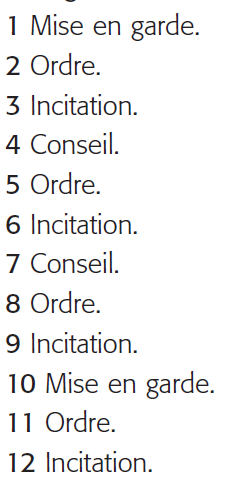 1 Mise en garde.
2 Ordre.
3 Incitation.
4 Conseil.
5 Ordre.
6 Incitation.
7 Conseil.
8 Ordre.
9 Incitation.
10 Mise en garde.
11 Ordre.
12 Incitation.